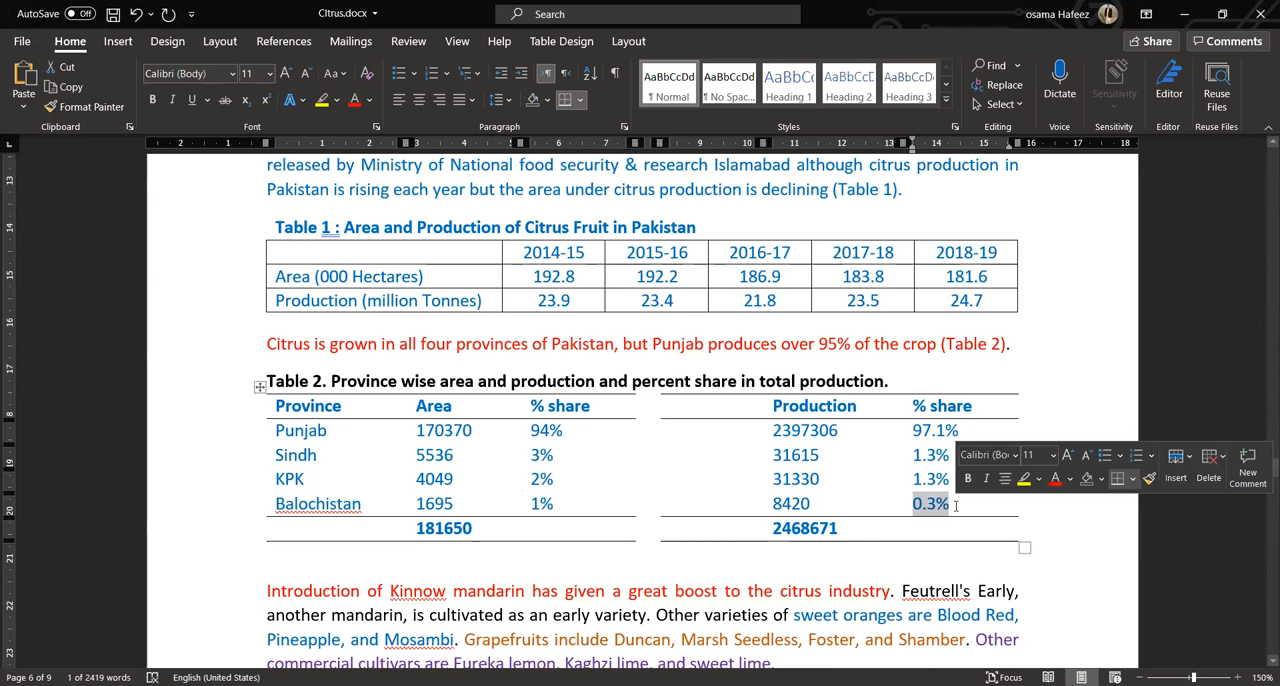 AutoSave Off CItrus.docx Search osama Hafeez
File Home Insert Design Layout References Mailings Review View Help Table Design Layout Share Comments
Paste Cut Copy Format Painter
Calibri (Body) 11
AaBbCcDd AaBbCcDd AaBbCc AaBbCcD AaBbCcD
¶ Normal ¶ No Spac... Heading 1 Heading 2 Heading 3
Find Replace Select
Dictate Sensitivity Editor Reuse Files
Clipboard Font Paragraph Styles Editing Voice Sensitivity Editor Reuse Files
released by Ministry of National food security & research Islamabad although citrus production in
Pakistan is rising each year but the area under citrus production is declining (Table 1).
Table 1 : Area and Production of Citrus Fruit in Pakistan
2014-15 2015-16 2016-17 2017-18 2018-19
Area (000 Hectares) 192.8 192.2 186.9 183.8 181.6
Production (million Tonnes) 23.9 23.4 21.8 23.5 24.7
Citrus is grown in all four provinces of Pakistan, but Punjab produces over 95% of the crop (Table 2).
Table 2. Province wise area and production and percent share in total production.
Province Area % share Production % share
Punjab 170370 94% 2397306 97.1%
Sindh 5536 3% 31615 1.3%
KPK 4049 2% 31330 1.3%
Balochistan 1695 1% 8420 0.3%
181650 2468671
Calibri (Bo 11
Insert Delete New Comment
Introduction of Kinnow mandarin has given a great boost to the citrus industry. Feutrell's Early,
another mandarin, is cultivated as an early variety. Other varieties of sweet oranges are Blood Red,
Pineapple, and Mosambi. Grapefruits include Duncan, Marsh Seedless, Foster, and Shamber. Other
commercial cultivars are Eureka lemon, Kaghzi lime, and sweet lime.
Page 6 of 9 1 of 2419 words English (United States) Focus 150%